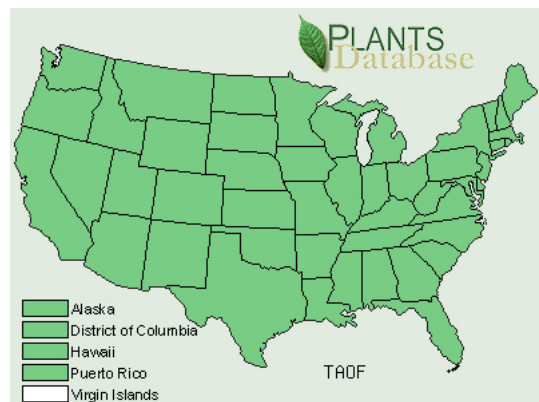 PLANTS
Database
Alaska
District of Columbia
Hawaii
Puerto Rico
Virgin Islands
TAOF